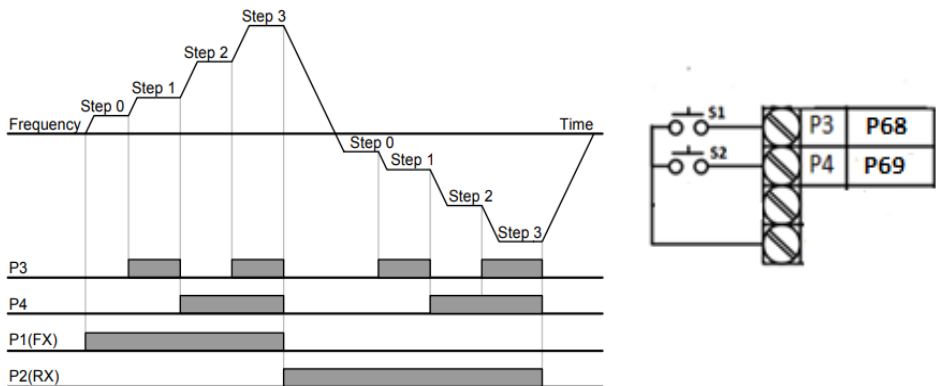 Step 3
Step 2
Step 1
Step 0
Frequency
Time
Step 0
Step 1
Step 2
Step 3
P3
P4
P1(FX)
P2(RX)
S1
P3 P68
S2
P4 P69